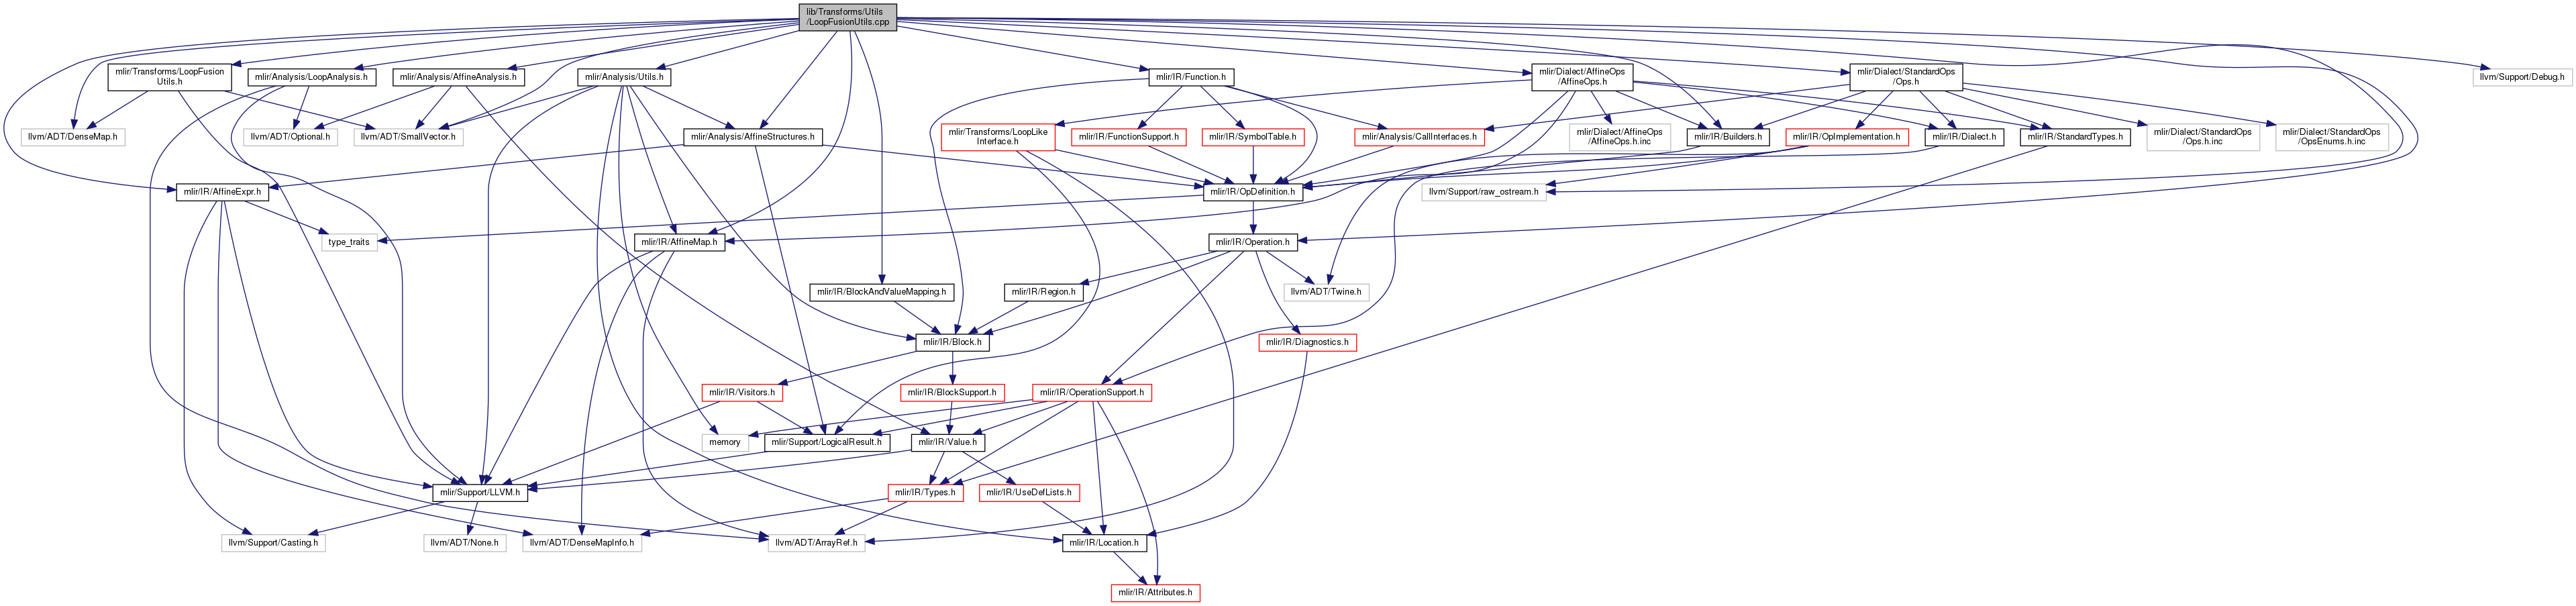 lib/Transforms/Utils
/LoopFusionUtils.cpp
mlir/Transforms/LoopFusion
Utils.h
mlir/Analysis/LoopAnalysis.h
mlir/Analysis/AffineAnalysis.h
mlir/Analysis/Utils.h
mlir/IR/Function.h
mlir/Dialect/AffineOps
/AffineOps.h
mlir/Dialect/StandardOps
/Ops.h
llvm/Support/Debug.h
llvm/ADT/DenseMap.h
llvm/ADT/Optional.h
llvm/ADT/SmallVector.h
mlir/Analysis/AffineStructures.h
mlir/Transforms/LoopLike
Interface.h
mlir/IR/FunctionSupport.h
mlir/IR/SymbolTable.h
mlir/Analysis/CallInterfaces.h
mlir/Dialect/AffineOps
/AffineOps.h.inc
mlir/IR/Builders.h
mlir/IR/OpImplementation.h
mlir/IR/Dialect.h
mlir/IR/StandardTypes.h
mlir/Dialect/StandardOps
/Ops.h.inc
mlir/Dialect/StandardOps
/OpsEnums.h.inc
mlir/IR/AffineExpr.h
mlir/IR/OpDefinition.h
llvm/Support/raw_ostream.h
type_traits
mlir/IR/AffineMap.h
mlir/IR/Operation.h
mlir/IR/BlockAndValueMapping.h
mlir/IR/Region.h
llvm/ADT/Twine.h
mlir/IR/Block.h
mlir/IR/Diagnostics.h
mlir/IR/Visitors.h
mlir/IR/BlockSupport.h
mlir/IR/OperationSupport.h
memory
mlir/Support/LogicalResult.h
mlir/IR/Value.h
mlir/Support/LLVM.h
mlir/IR/Types.h
mlir/IR/UseDefLists.h
llvm/Support/Casting.h
llvm/ADT/None.h
llvm/ADT/DenseMapInfo.h
llvm/ADT/ArrayRef.h
mlir/IR/Location.h
mlir/IR/Attributes.h